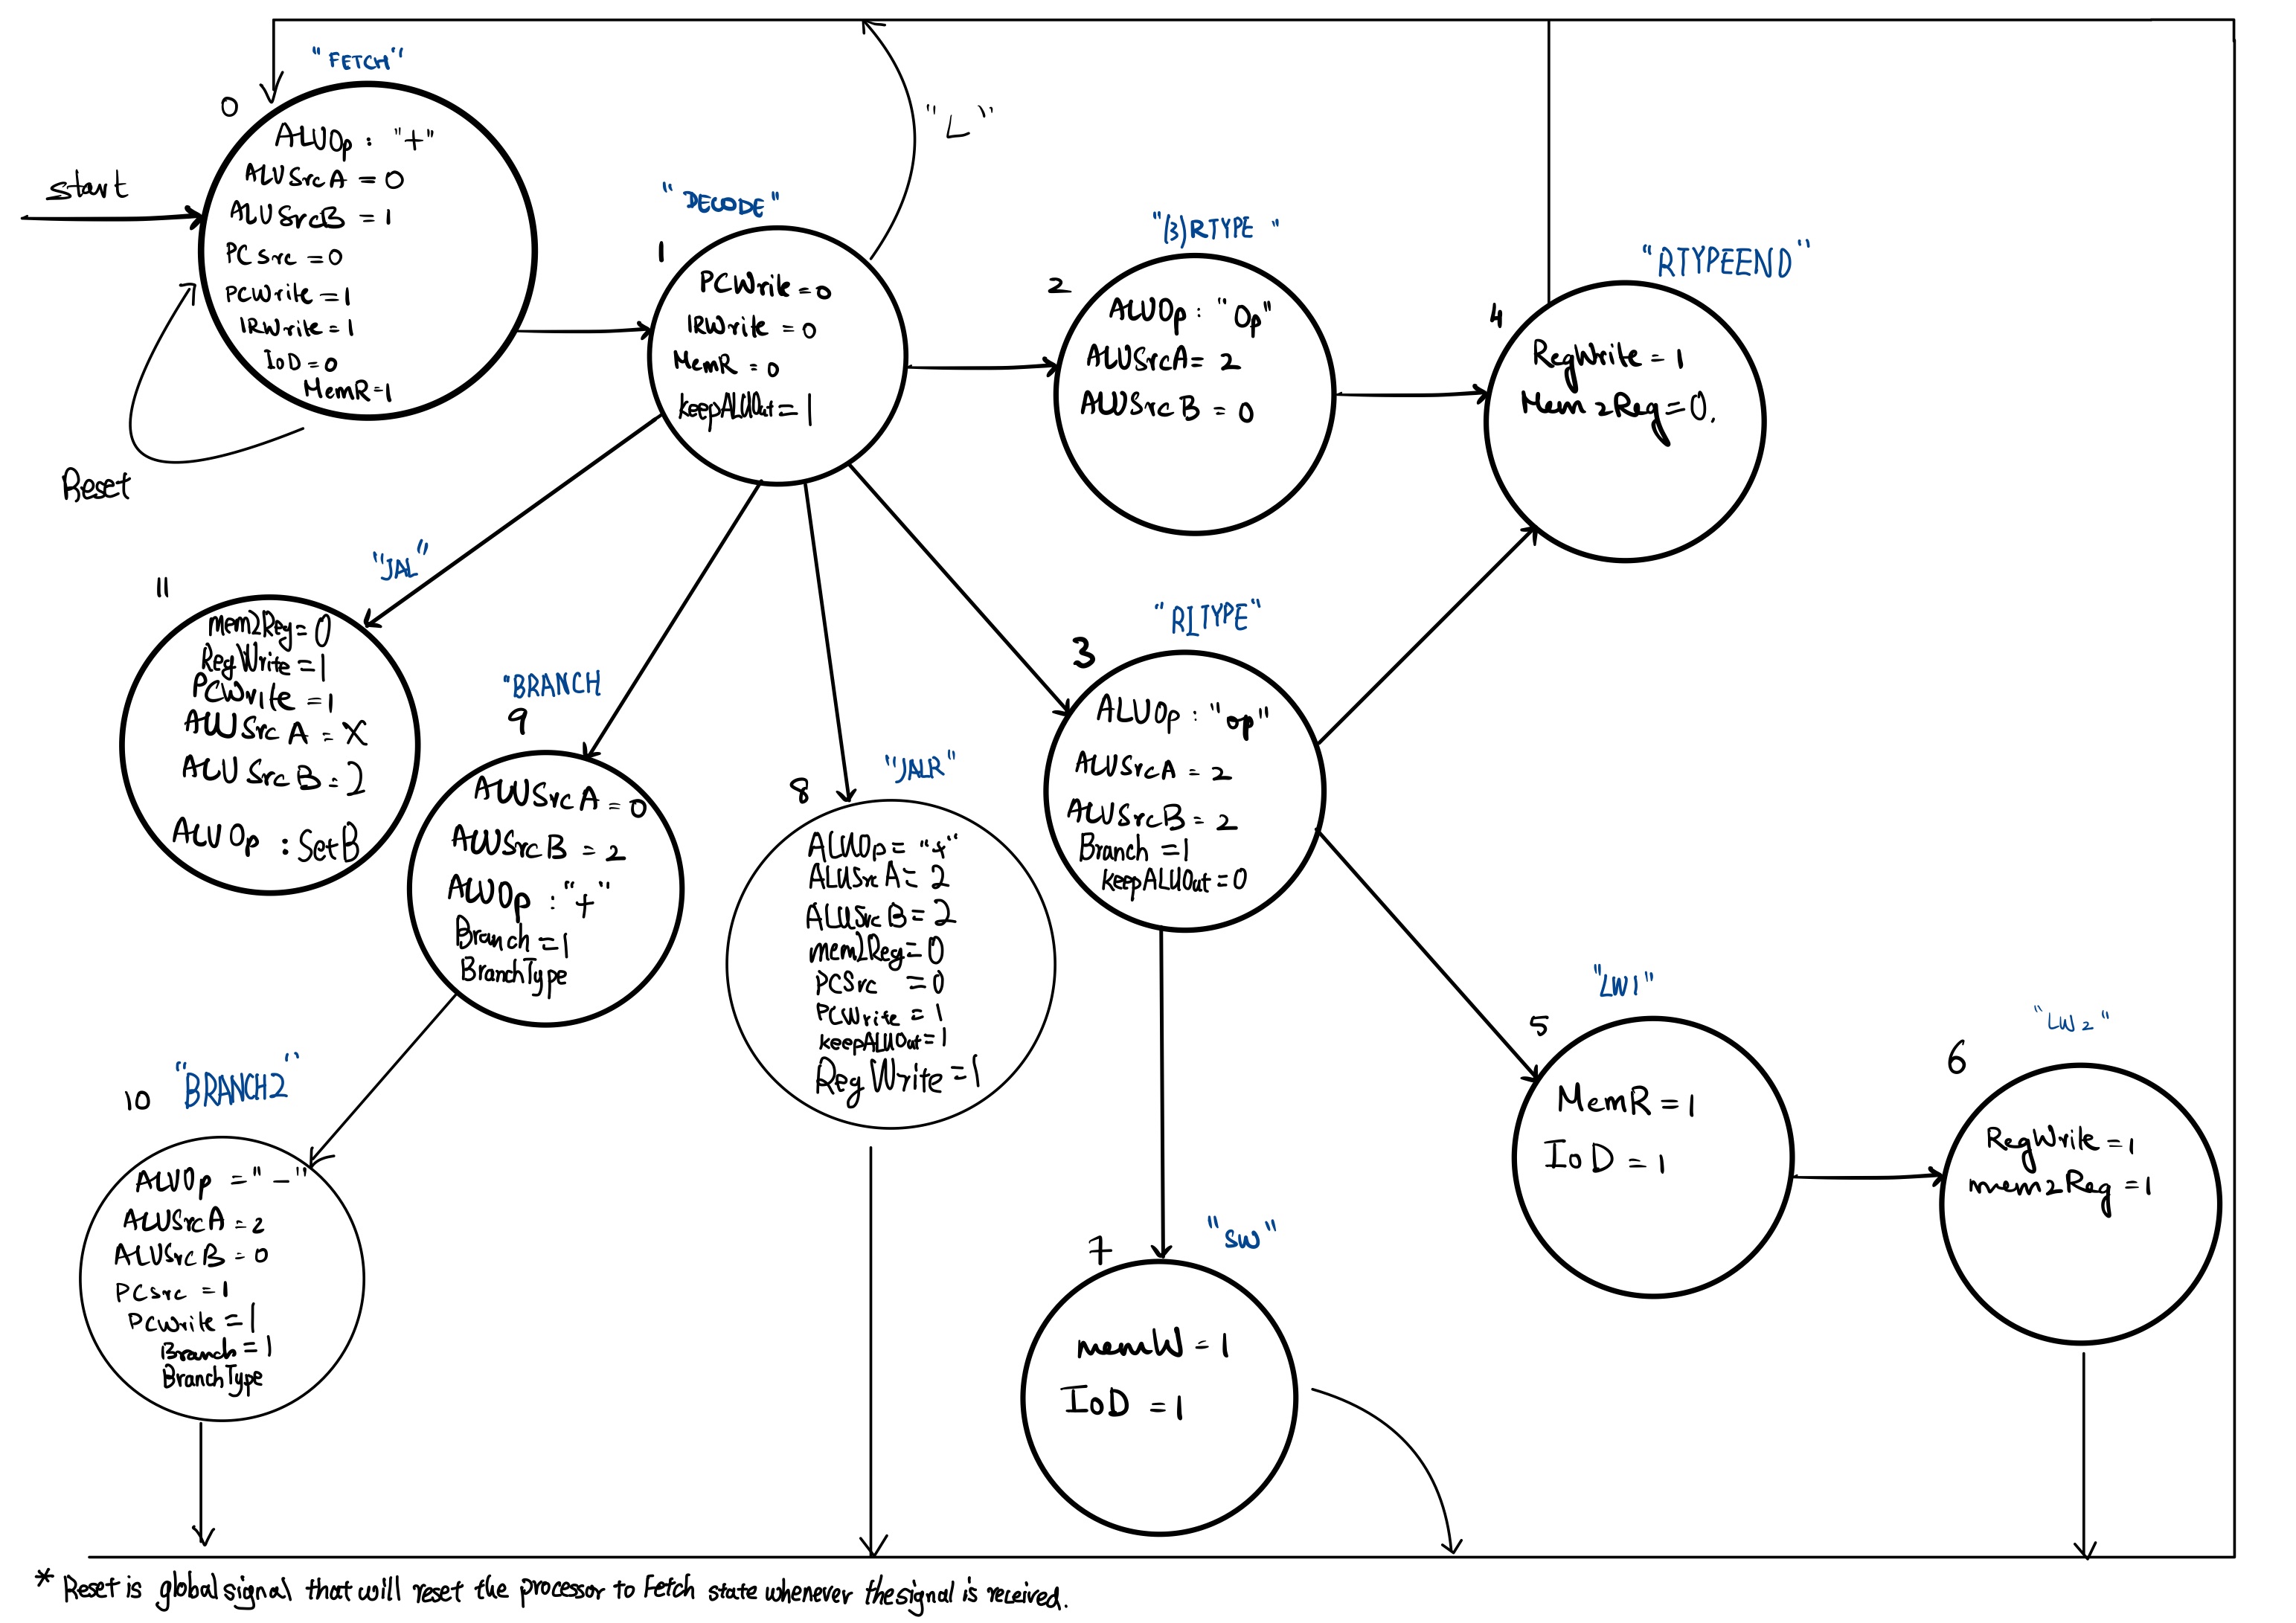 "FETCH"
0
ALUOp : "+"
ALUSrcA = 0
ALUSrcB = 1
PCSrc = 0
PCWrite = 1
IRWrite = 1
IoD = 0
MemR = 1
start
Reset
"DECODE"
1
PCWrite = 0
IRWrite = 0
MemR = 0
keepALUOut = 1
"L"
"(3)RTYPE"
2
ALUOp : "Op"
ALUSrcA = 2
ALUSrcB = 0
"RTYPEEND"
4
RegWrite = 1
Mem2Reg = 0.
"JAL"
11
mem2Reg = 0
RegWrite = 1
PCWrite = 1
ALUSrcA = X
ALUSrcB = 2
ALUOp : SetB
"BRANCH
9
ALUSrcA = 0
ALUSrcB = 2
ALUOp : "+"
Branch = 1
BranchType
"JALR"
8
ALUOp = "+"
ALUSrcA = 2
ALUSrcB = 2
mem2Reg = 0
PCSrc = 0
PCWrite = 1
keepALUOut = 1
RegWrite = 1
"RITYPE"
3
ALUOp : "op"
ALUSrcA = 2
ALUSrcB = 2
Branch = 1
keepALUOut = 0
"LW1"
5
MemR = 1
IoD = 1
"LW2"
6
RegWrite = 1
mem2Reg = 1
"BRANCH2"
10
ALUOp = "-"
ALUSrcA = 2
ALUSrcB = 0
PCSrc = 1
PCWrite = 1
Branch = 1
BranchType
"SW"
7
memW = 1
IoD = 1
* Reset is global signal that will reset the processor to Fetch state whenever the signal is received.